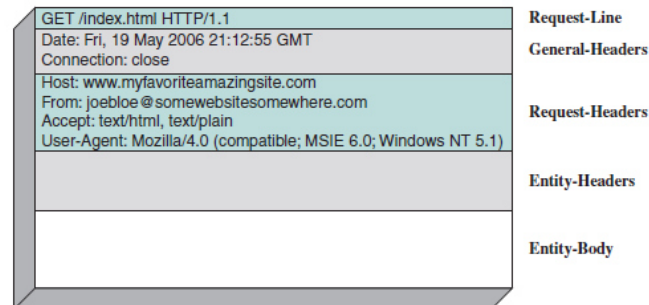 GET /index.html HTTP/1.1
Request-Line
Date: Fri, 19 May 2006 21:12:55 GMT
Connection: close
General-Headers
Host: www.myfavoriteamazingsite.com
From: joebloe@somewebsitesomewhere.com
Accept: text/html, text/plain
User-Agent: Mozilla/4.0 (compatible; MSIE 6.0; Windows NT 5.1)
Request-Headers
Entity-Headers
Entity-Body